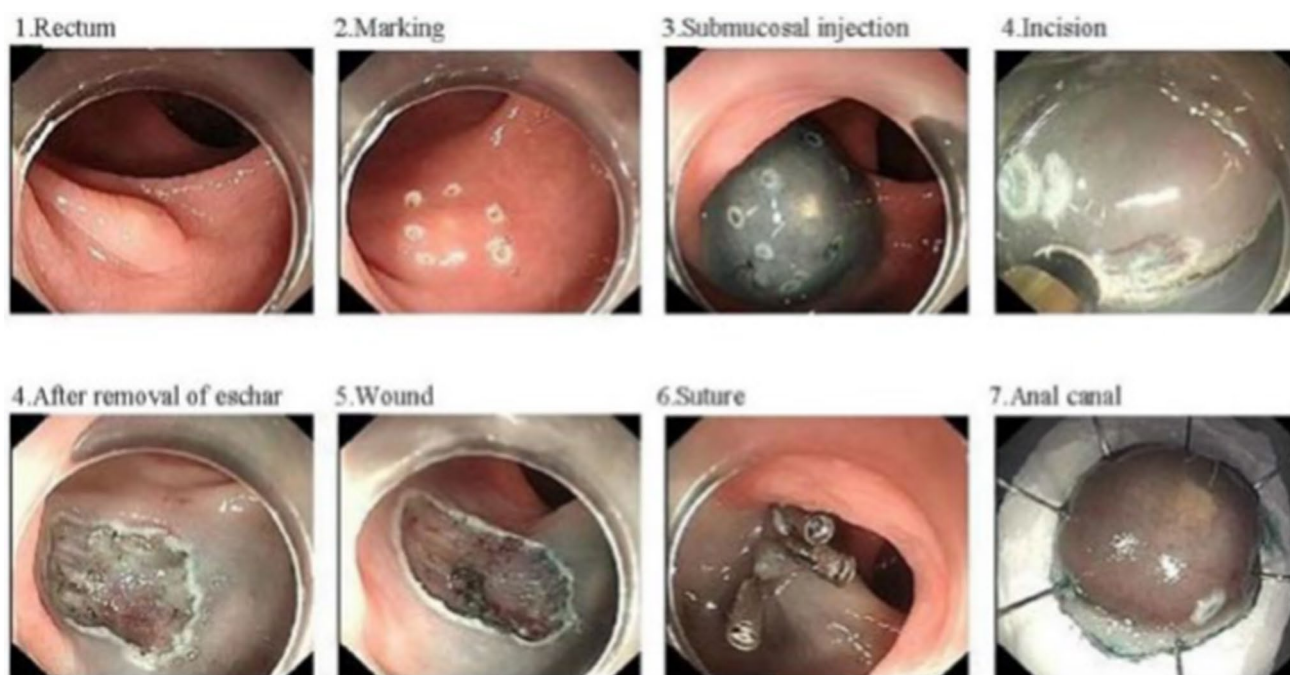 1.Rectum
2.Marking
3.Submucosal injection
4.Incision
4.After removal of eschar
5.Wound
6.Suture
7.Anal canal